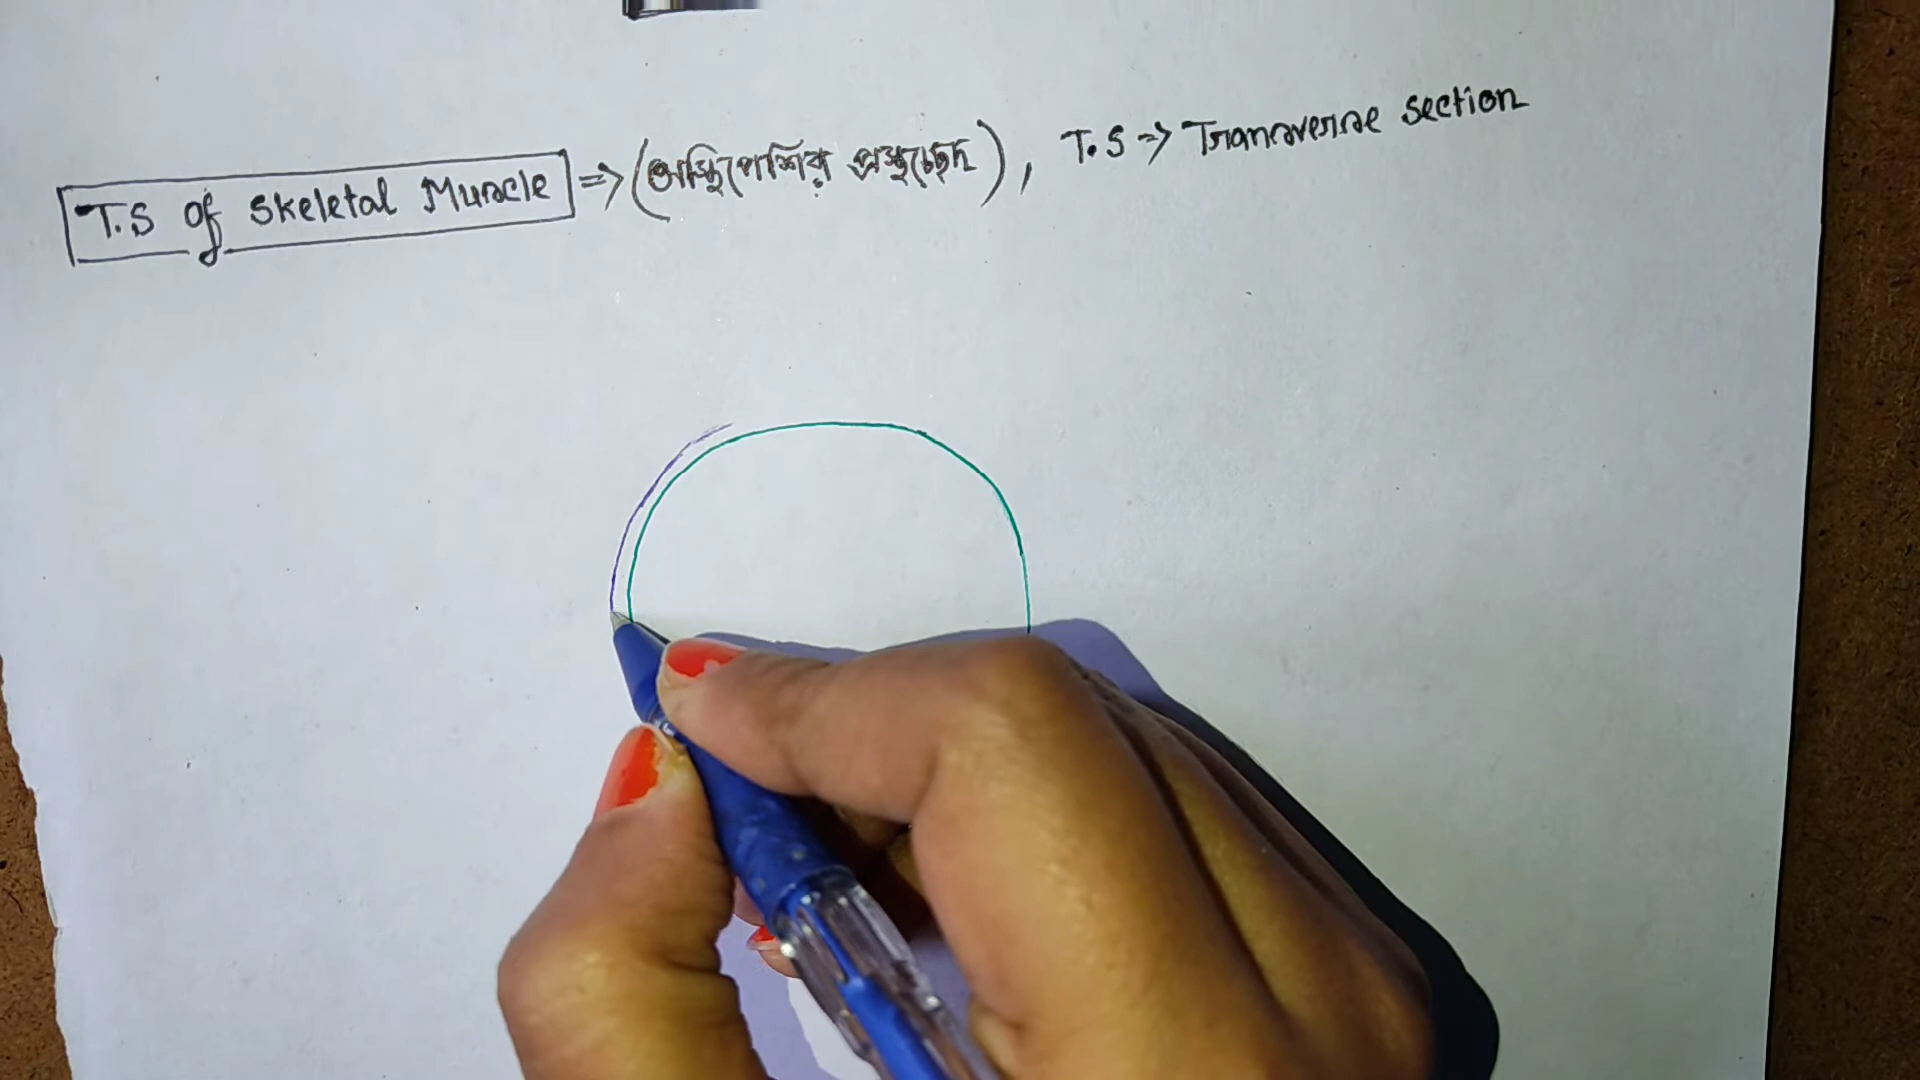 T.S of Skeletal Muscle => (অস্থিপেশির প্রস্থচ্ছেদ), T.S => Transverse section